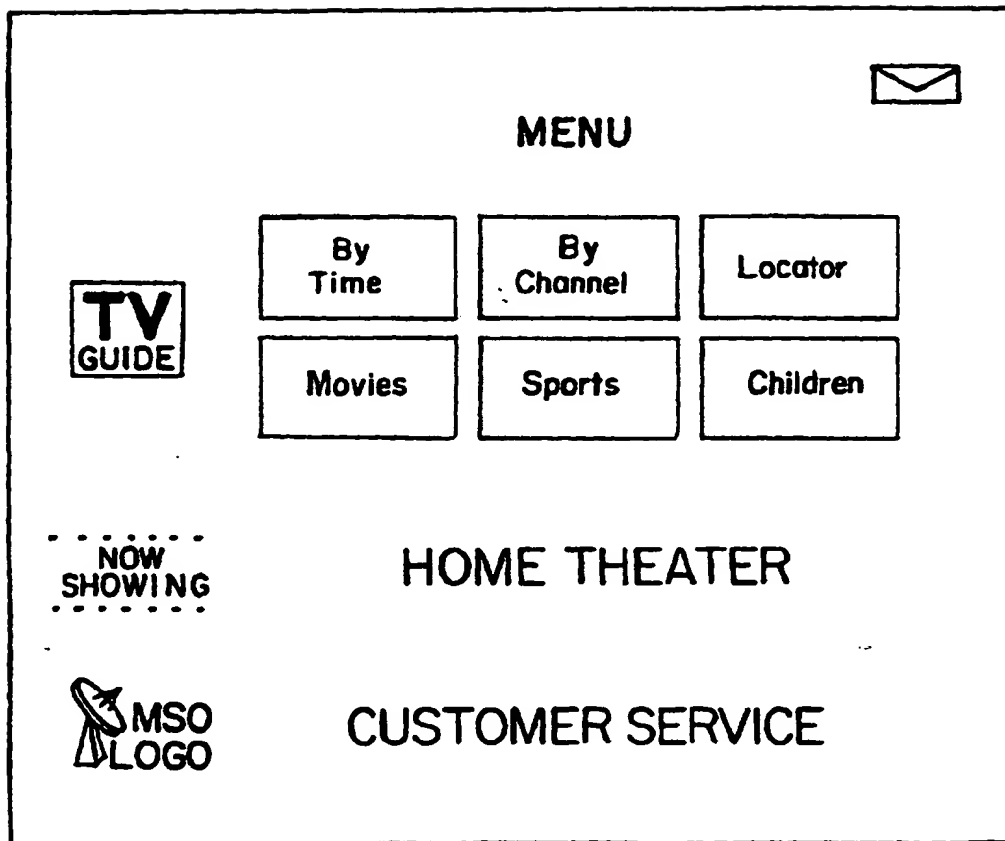 MENU
By
Time
By
Channel
Locator
TV
GUIDE
Movies
Sports
Children
NOW
SHOWING
HOME THEATER
MSO
LOGO
CUSTOMER SERVICE